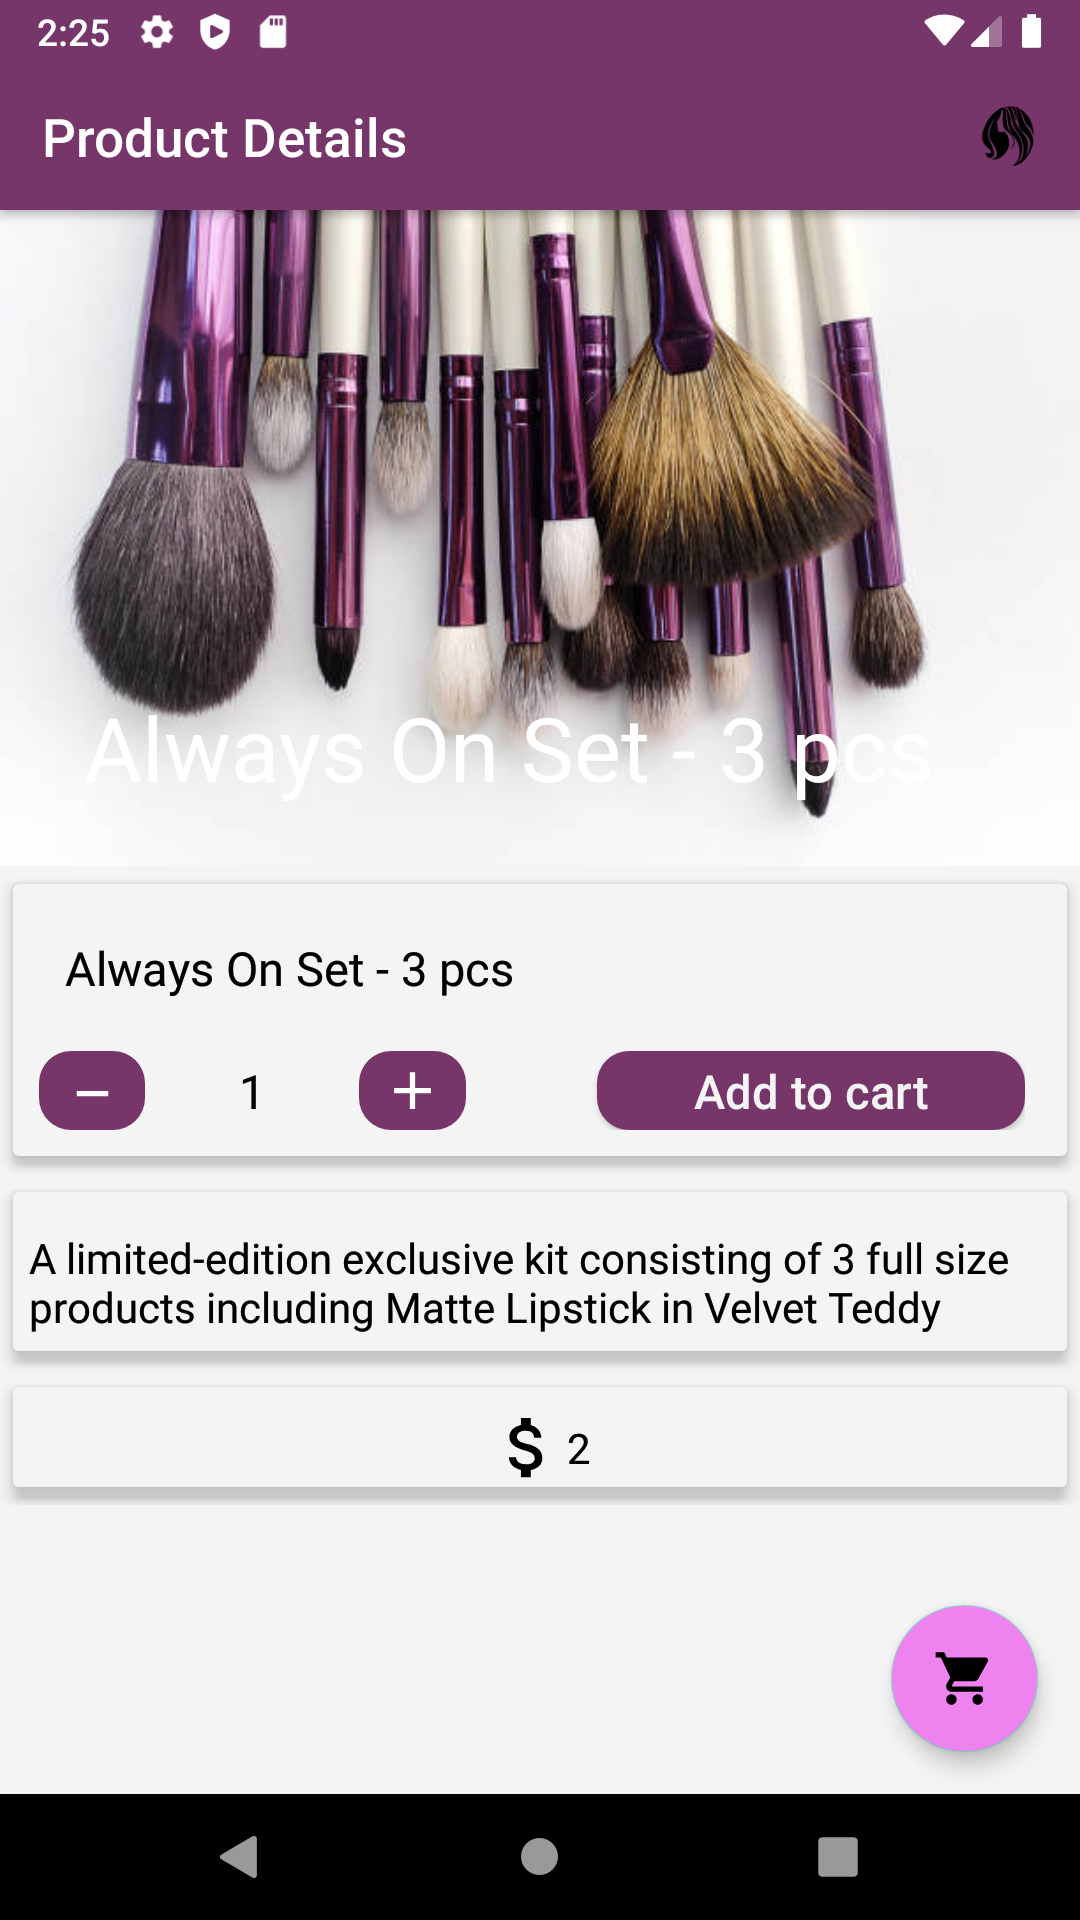 2:25
Product Details
Always On Set - 3 pcs
Always On Set - 3 pcs
− 1 + Add to cart
A limited-edition exclusive kit consisting of 3 full size
products including Matte Lipstick in Velvet Teddy
$ 2